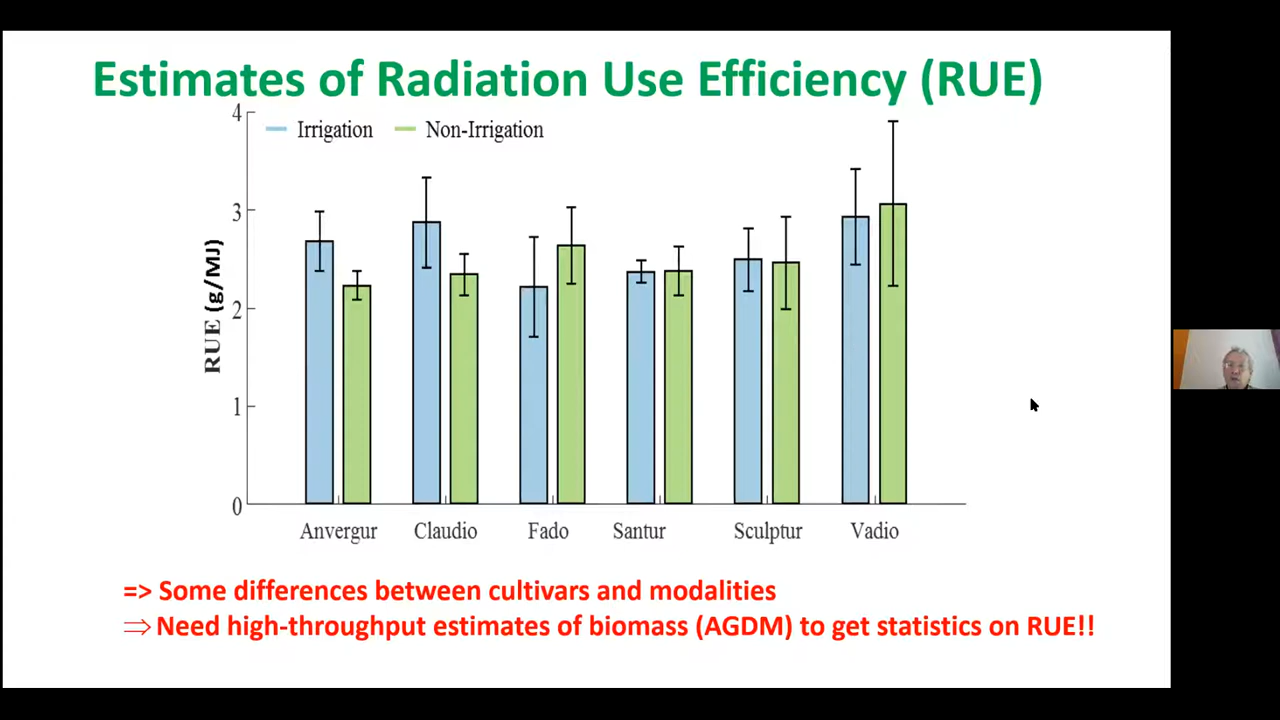 Estimates of Radiation Use Efficiency (RUE)
4
Irrigation Non-Irrigation
3
2
1
0
RUE (g/MJ)
Anvergur Claudio Fado Santur Sculptur Vadio
=> Some differences between cultivars and modalities
⇒ Need high-throughput estimates of biomass (AGDM) to get statistics on RUE!!